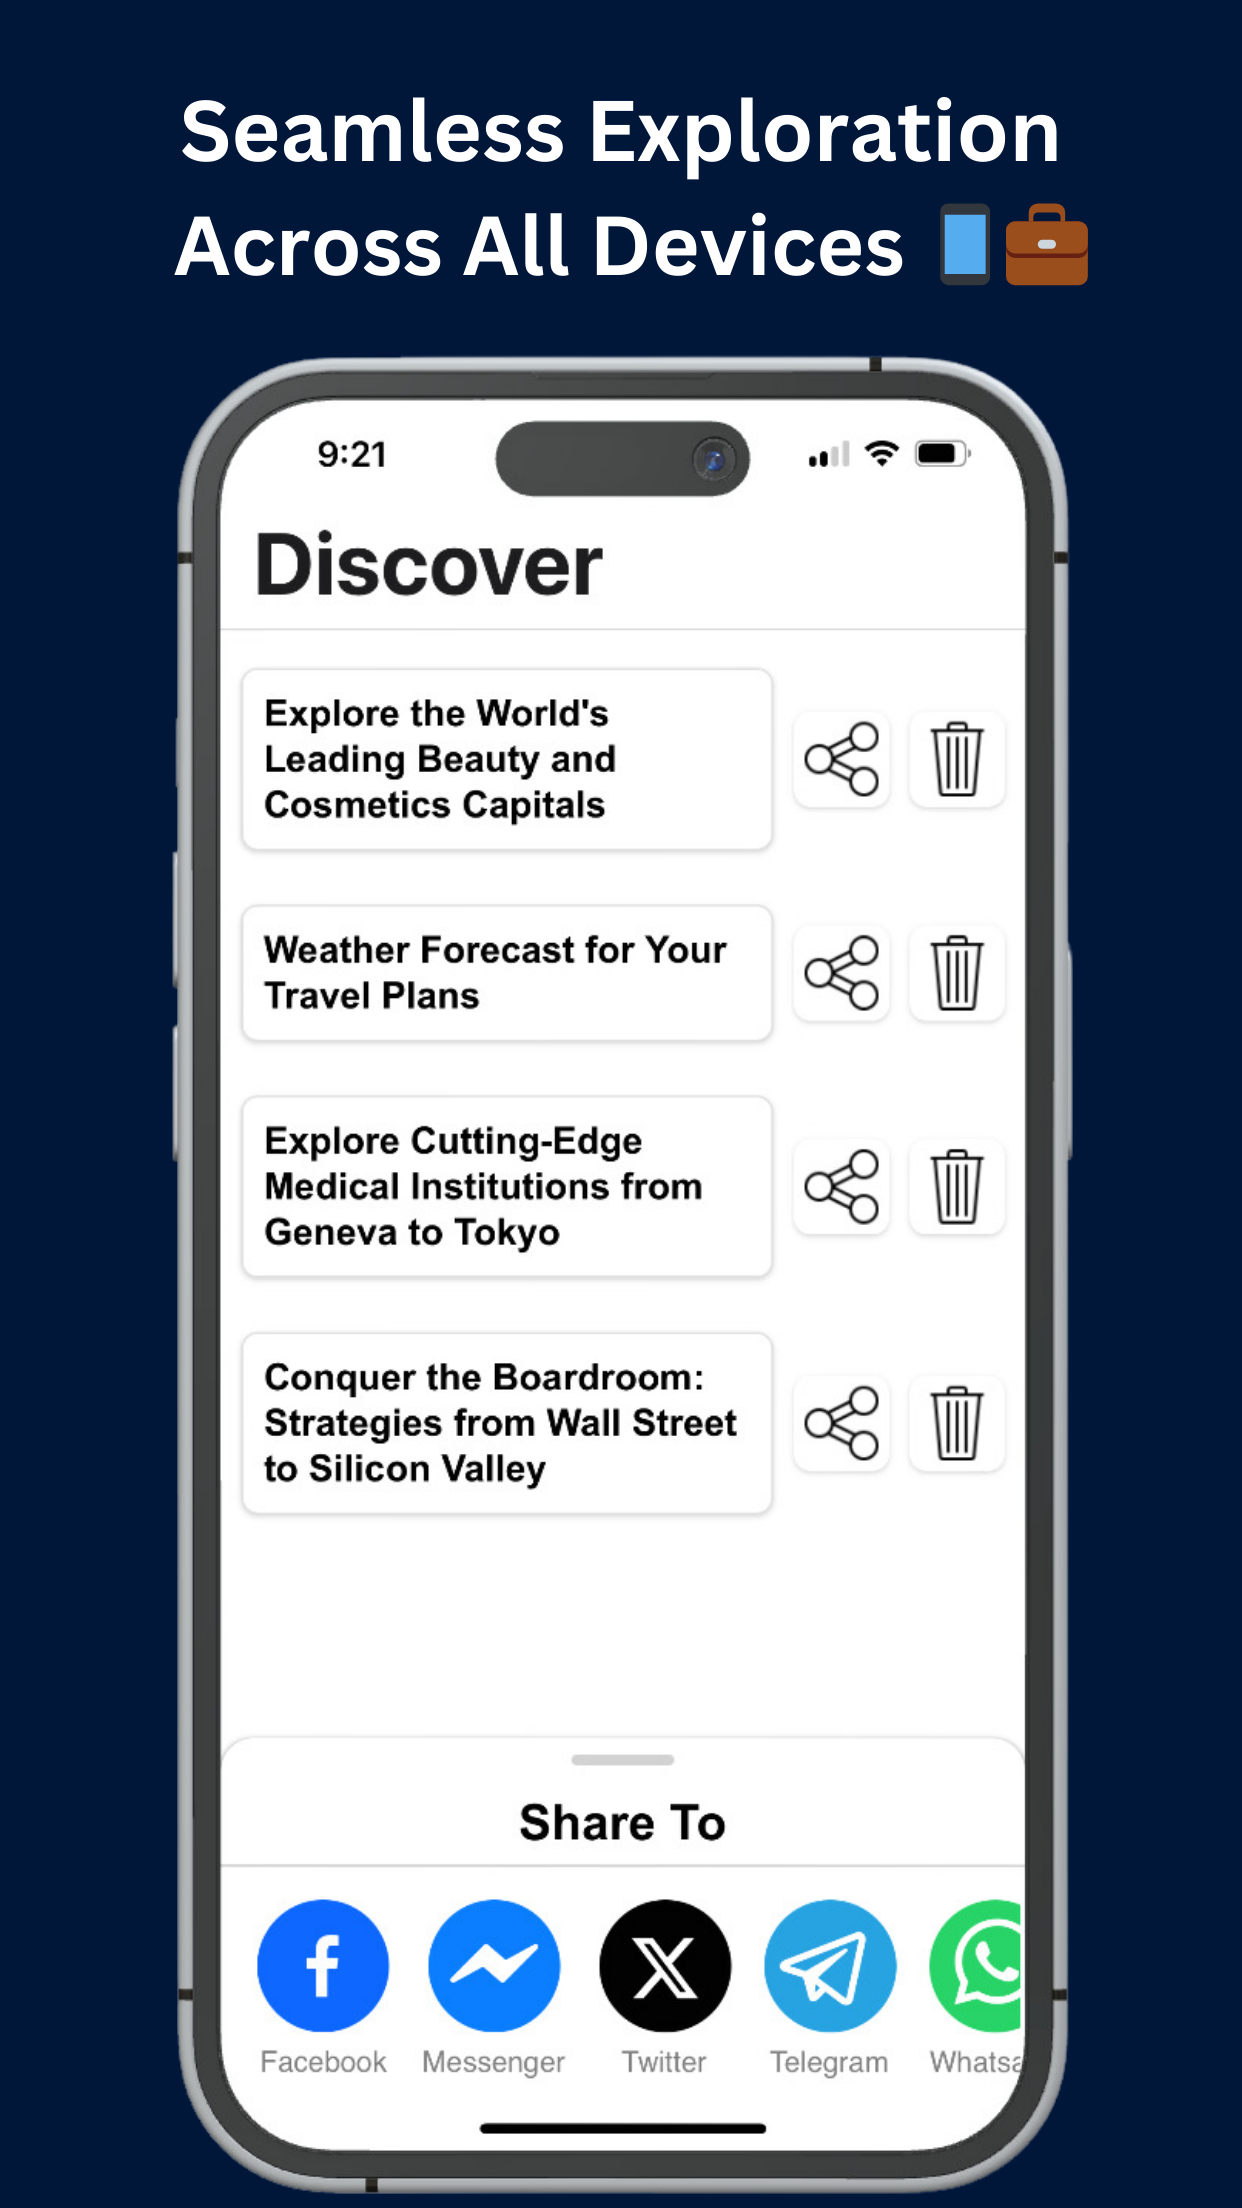 Seamless Exploration
Across All Devices
9:21
Discover
Explore the World's
Leading Beauty and
Cosmetics Capitals
Weather Forecast for Your
Travel Plans
Explore Cutting-Edge
Medical Institutions from
Geneva to Tokyo
Conquer the Boardroom:
Strategies from Wall Street
to Silicon Valley
Share To
Facebook Messenger Twitter Telegram Whatsa